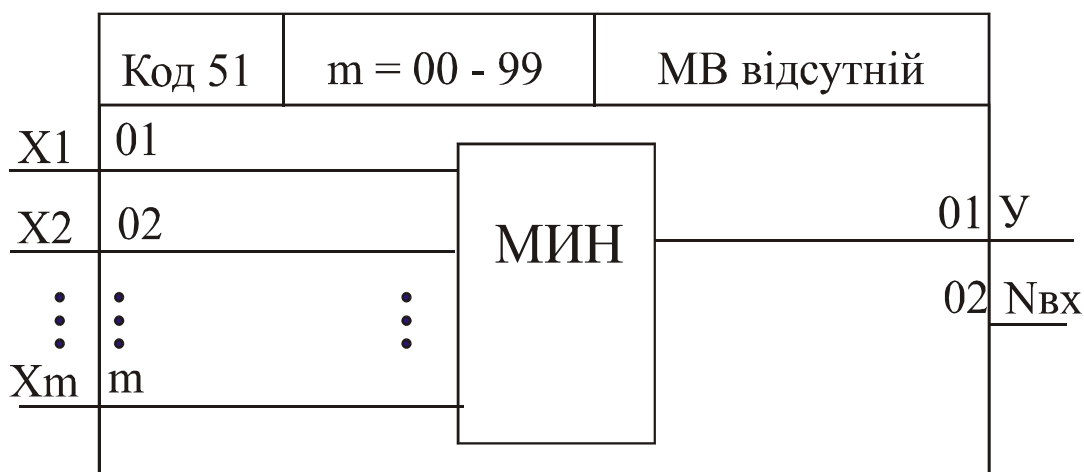 Код 51 m = 00 - 99 МВ відсутній
X1 01
X2 02
МИН
01 У
02 Nвх
Xm m